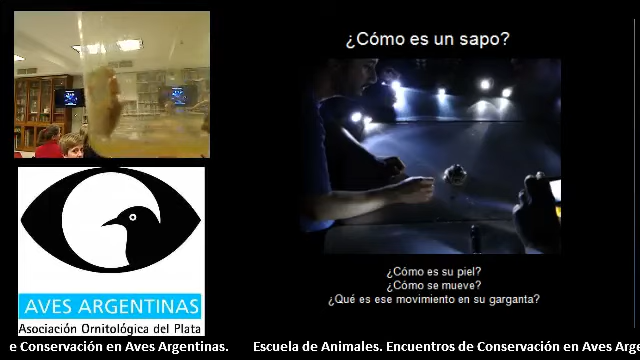 ¿Cómo es un sapo?
¿Cómo es su piel?
¿Cómo se mueve?
¿Qué es ese movimiento en su garganta?
AVES ARGENTINAS
Asociación Ornitológica del Plata
e Conservación en Aves Argentinas. Escuela de Animales. Encuentros de Conservación en Aves Arge